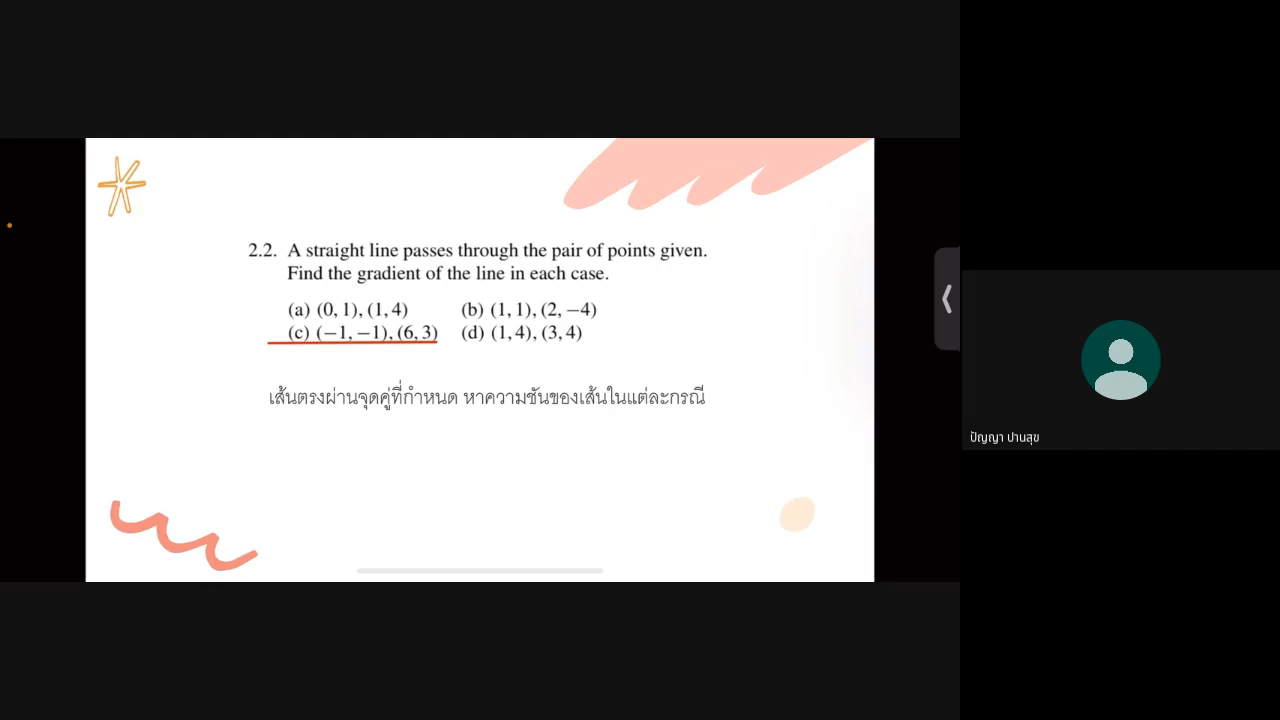 2.2. A straight line passes through the pair of points given.
Find the gradient of the line in each case.
(a) (0, 1), (1, 4) (b) (1, 1), (2, −4)
(c) (−1, −1), (6, 3) (d) (1, 4), (3, 4)
เส้นตรงผ่านจุดคู่ที่กำหนด หาความชันของเส้นในแต่ละกรณี
ปัญญา ปานสุข